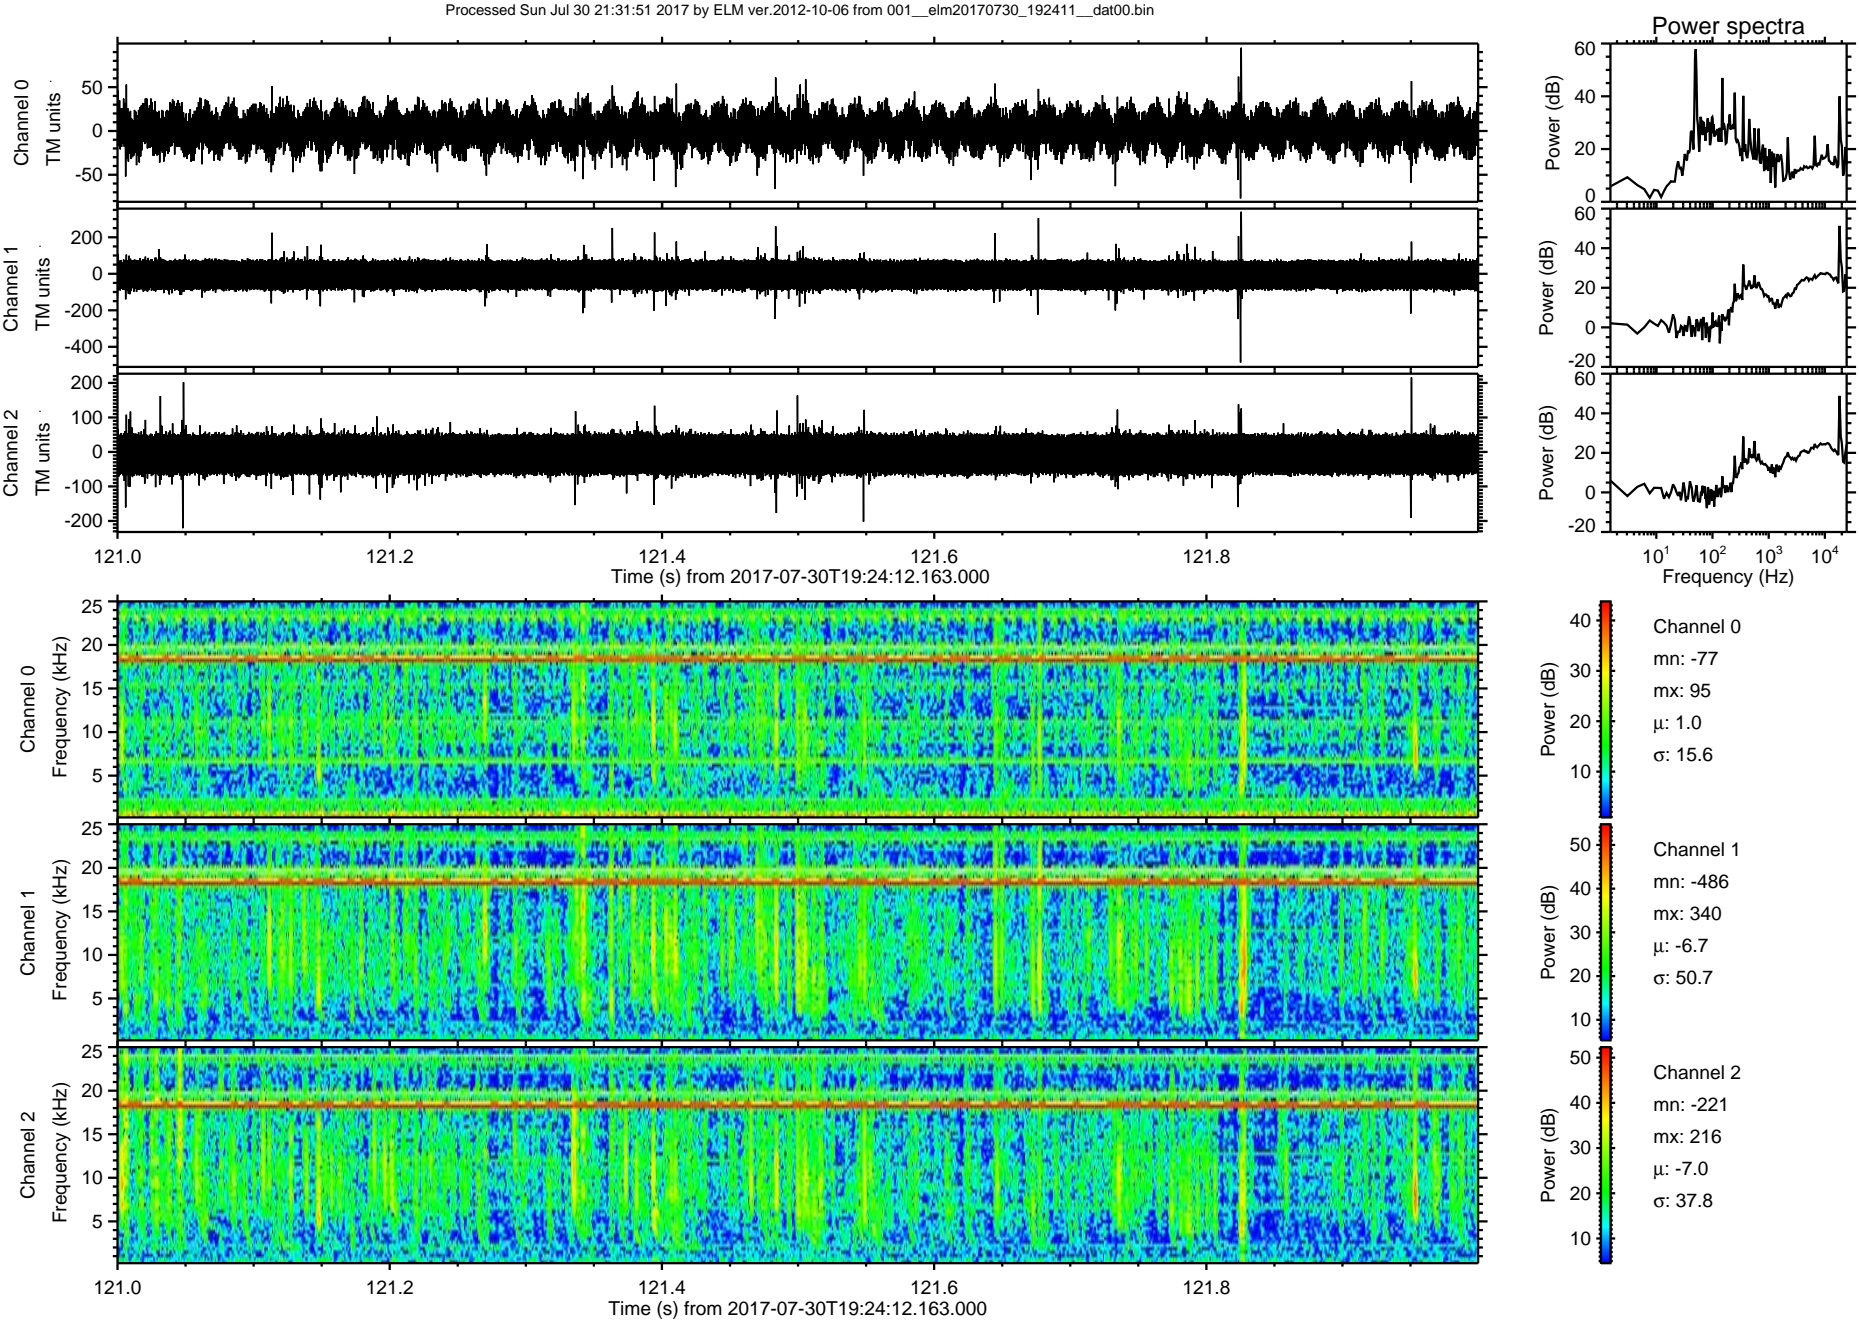 Processed Sun Jul 30 21:31:51 2017 by ELM ver.2012-10-06 from 001__elm20170730_192411__dat00.bin
Power spectra
Channel 0
TM units
50
0
-50
Power (dB)
60
40
20
0
Channel 1
TM units
200
0
-200
-400
Power (dB)
60
40
20
0
-20
Channel 2
TM units
200
100
0
-100
-200
Power (dB)
60
40
20
0
-20
121.0 121.2 121.4 121.6 121.8
Time (s) from 2017-07-30T19:24:12.163.000
10^1 10^2 10^3 10^4
Frequency (Hz)
Channel 0
Frequency (kHz)
25
20
15
10
5
Power (dB)
40
30
20
10
Channel 0
mn: -77
mx: 95
μ: 1.0
σ: 15.6
Channel 1
Frequency (kHz)
25
20
15
10
5
Power (dB)
50
40
30
20
10
Channel 1
mn: -486
mx: 340
μ: -6.7
σ: 50.7
Channel 2
Frequency (kHz)
25
20
15
10
5
Power (dB)
50
40
30
20
10
Channel 2
mn: -221
mx: 216
μ: -7.0
σ: 37.8
121.0 121.2 121.4 121.6 121.8
Time (s) from 2017-07-30T19:24:12.163.000